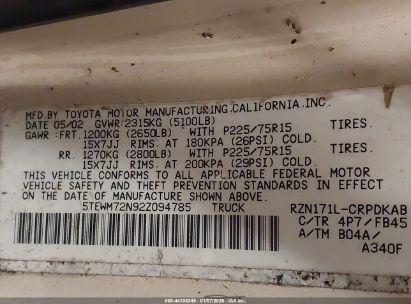 MFD BY TOYOTA MOTOR MANUFACTURING, CALIFORNIA INC.
DATE 05/02 GVWR: 2315KG (5100LB)
GAWR: FRT. 1200KG (2650LB) WITH P225/75R15 TIRES.
15X7JJ RIMS. AT 180KPA (26PSI) COLD.
RR. 1270KG (2800LB) WITH P225/75R15 TIRES.
15X7JJ RIMS. AT 200KPA (29PSI) COLD.
THIS VEHICLE CONFORMS TO ALL APPLICABLE FEDERAL MOTOR
VEHICLE SAFETY AND THEFT PREVENTION STANDARDS IN EFFECT
ON THE DATE OF MANUFACTURE SHOWN ABOVE.
5TEWM72N92Z094785 TRUCK RZN171L-CRPDKAB
C/TR 4P7/FB45
A/TM B04A/
A340F